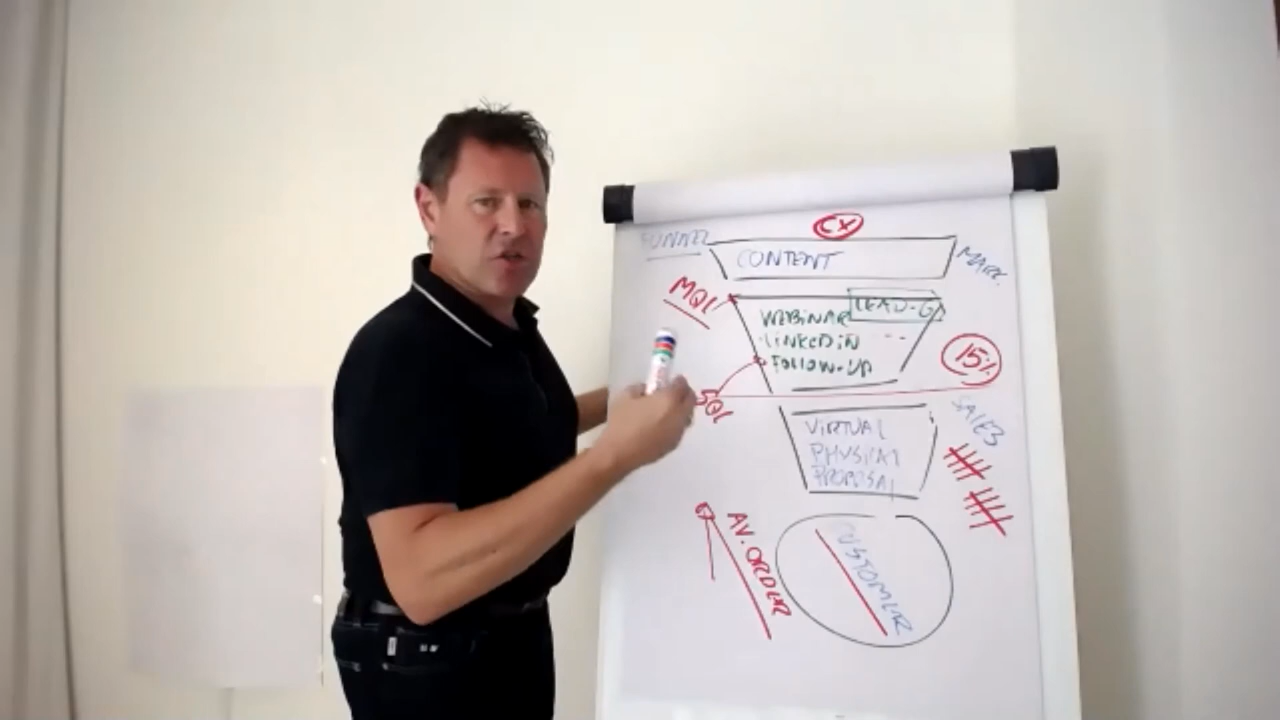 CX
FUNNEL
CONTENT
MARK.
MQL
LEAD-G
WEBINAR
LINKEDIN
FOLLOW-UP
15%
SQL
SALES
VIRTUAL
PHYSICAL
PROPOSAL
AV. ORDER
CUSTOMER